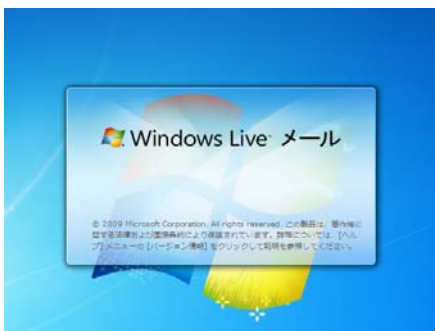 Windows Live™ メール
© 2009 Microsoft Corporation. All rights reserved. この製品は、著作権に
関する法律および国際条約により保護されています。詳細については、[ヘル
プ] メニューの [バージョン情報] をクリックして説明を参照してください。